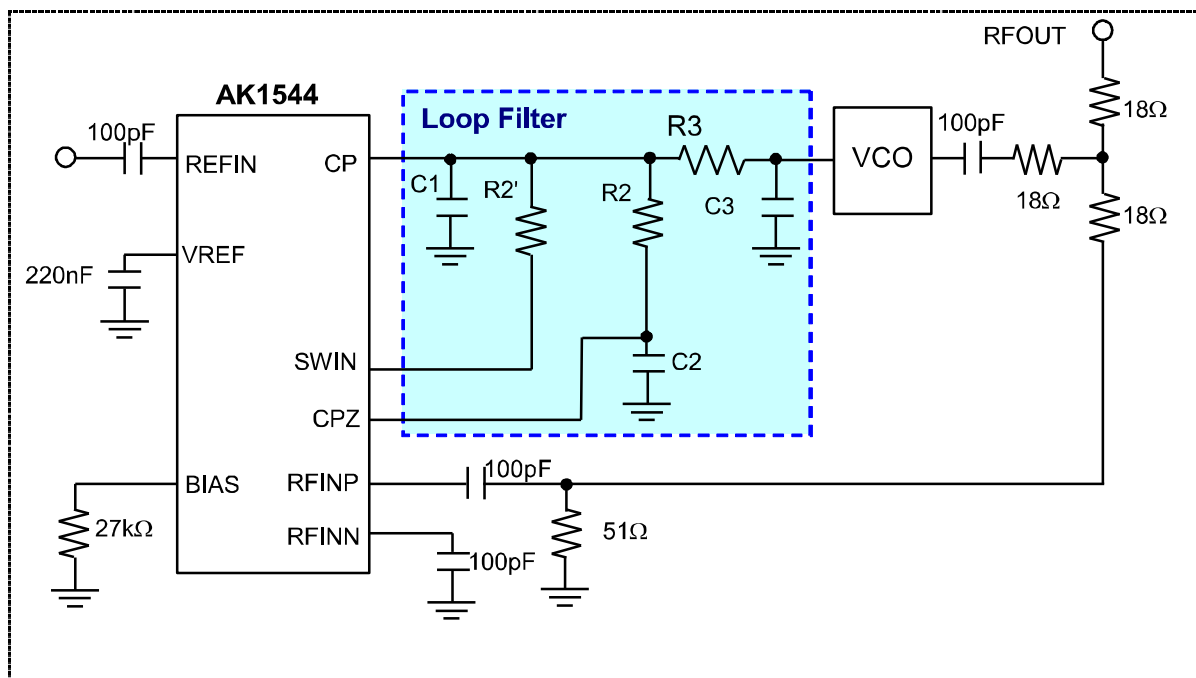 RFOUT
AK1544
Loop Filter
18Ω
100pF
REFIN
CP
R3
VCO
100pF
18Ω
18Ω
C1
R2'
R2
C3
VREF
220nF
SWIN
C2
CPZ
BIAS
RFINP
100pF
27kΩ
RFINN
100pF
51Ω